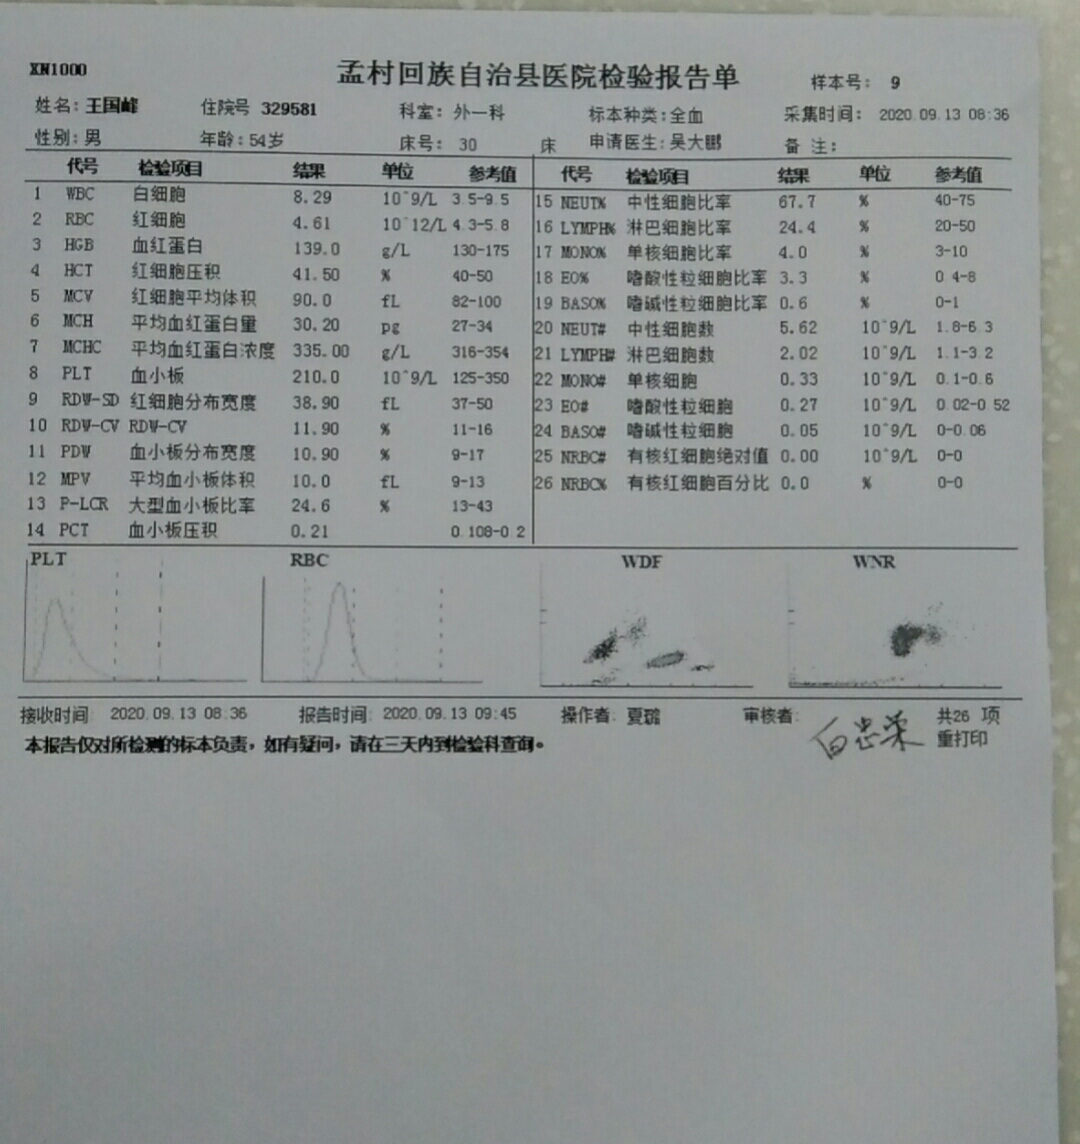 XN1000
孟村回族自治县医院检验报告单
样本号: 9
姓名: 王国峰 住院号 329581 科室: 外一科 标本种类: 全血 采集时间: 2020.09.13 08:36
性别: 男 年龄: 54岁 床号: 30 床 申请医生: 吴大鹏 备 注:
代号 检验项目 结果 单位 参考值 代号 检验项目 结果 单位 参考值
1 WBC 白细胞 8.29 10^9/L 3.5-9.5 15 NEUT% 中性细胞比率 67.7 % 40-75
2 RBC 红细胞 4.61 10^12/L 4.3-5.8 16 LYMPH% 淋巴细胞比率 24.4 % 20-50
3 HGB 血红蛋白 139.0 g/L 130-175 17 MONO% 单核细胞比率 4.0 % 3-10
4 HCT 红细胞压积 41.50 % 40-50 18 EO% 嗜酸性粒细胞比率 3.3 % 0.4-8
5 MCV 红细胞平均体积 90.0 fL 82-100 19 BASO% 嗜碱性粒细胞比率 0.6 % 0-1
6 MCH 平均血红蛋白量 30.20 pg 27-34 20 NEUT# 中性细胞数 5.62 10^9/L 1.8-6.3
7 MCHC 平均血红蛋白浓度 335.00 g/L 316-354 21 LYMPH# 淋巴细胞数 2.02 10^9/L 1.1-3.2
8 PLT 血小板 210.0 10^9/L 125-350 22 MONO# 单核细胞 0.33 10^9/L 0.1-0.6
9 RDW-SD 红细胞分布宽度 38.90 fL 37-50 23 EO# 嗜酸性粒细胞 0.27 10^9/L 0.02-0.52
10 RDW-CV RDW-CV 11.90 % 11-16 24 BASO# 嗜碱性粒细胞 0.05 10^9/L 0-0.06
11 PDW 血小板分布宽度 10.90 % 9-17 25 NRBC# 有核红细胞绝对值 0.00 10^9/L 0-0
12 MPV 平均血小板体积 10.0 fL 9-13 26 NRBC% 有核红细胞百分比 0.0 % 0-0
13 P-LCR 大型血小板比率 24.6 % 13-43
14 PCT 血小板压积 0.21 0.108-0.2
PLT RBC WDF WNR
接收时间: 2020.09.13 08:36 报告时间: 2020.09.13 09:45 操作者: 夏璐 审核者: 白忠荣 共26 项
本报告仅对所检测的标本负责，如有疑问，请在三天内到检验科查询。 重打印